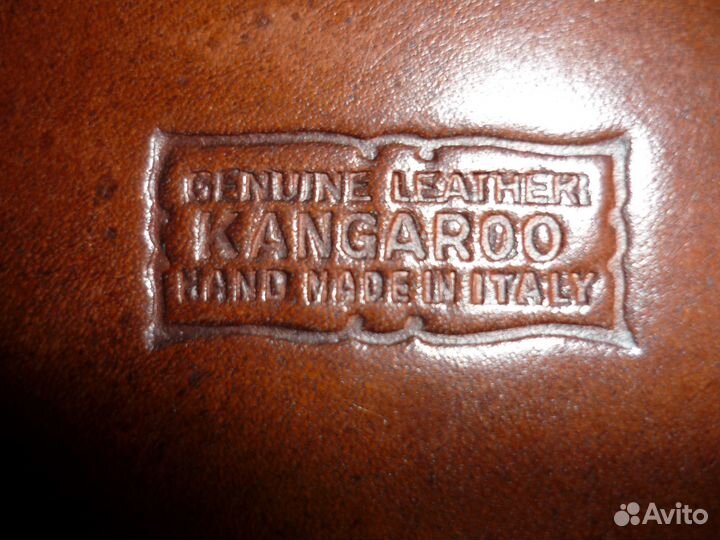 GENUINE LEATHER
KANGAROO
HAND MADE IN ITALY
Avito